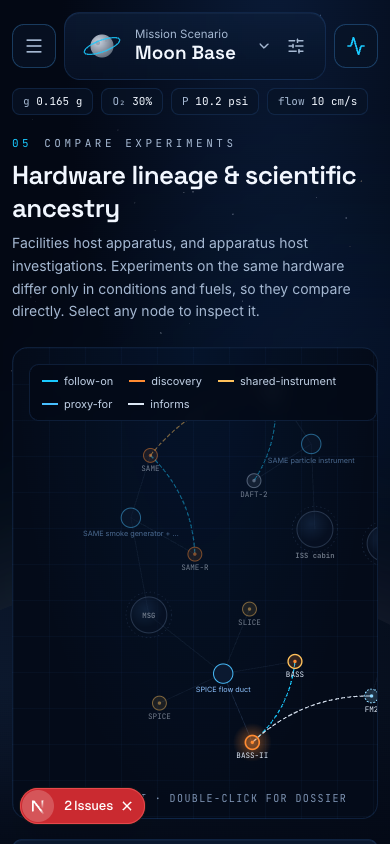 Mission Scenario
Moon Base
g 0.165 g
O₂ 30%
P 10.2 psi
flow 10 cm/s
05 COMPARE EXPERIMENTS
Hardware lineage & scientific
ancestry
Facilities host apparatus, and apparatus host
investigations. Experiments on the same hardware
differ only in conditions and fuels, so they compare
directly. Select any node to inspect it.
follow-on
discovery
shared-instrument
proxy-for
informs
SAME
SAME particle instrument
DAFT-2
SAME smoke generator + ...
ISS cabin
SAME-R
MSG
SLICE
BASS
SPICE flow duct
SPICE
BASS-II
· DOUBLE-CLICK FOR DOSSIER
N 2 Issues